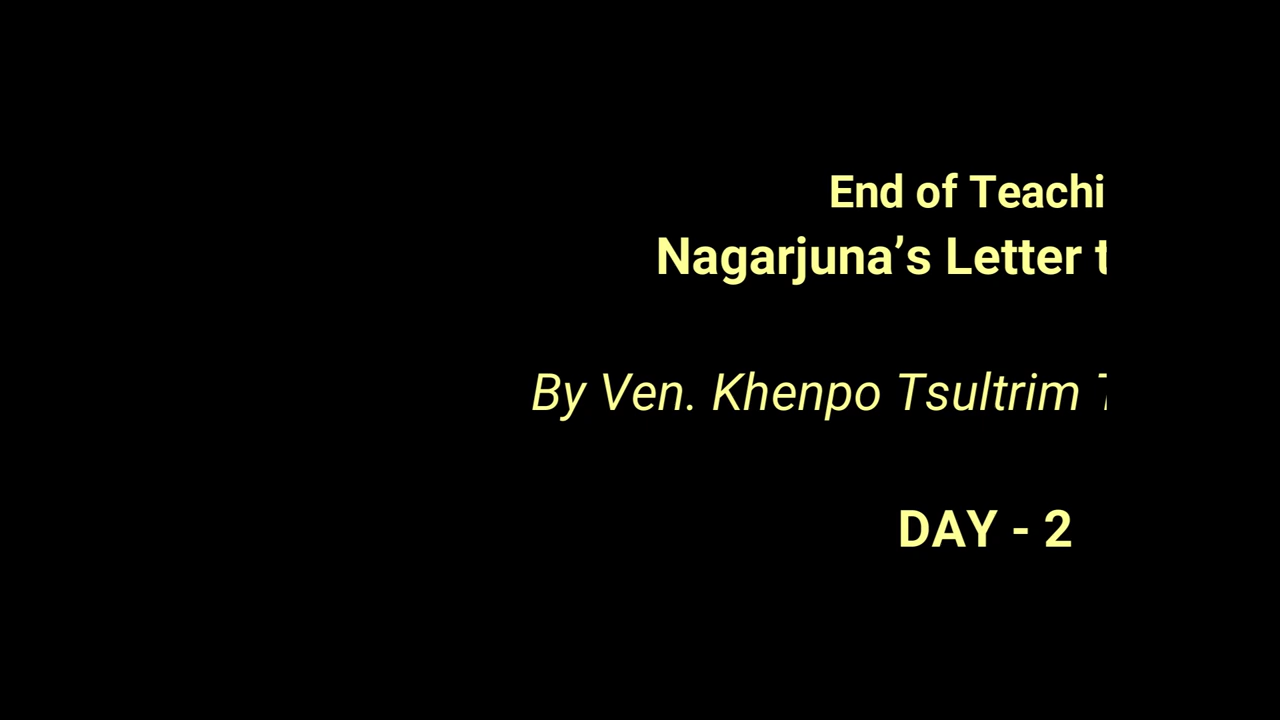 End of Teachi
Nagarjuna’s Letter t
By Ven. Khenpo Tsultrim
DAY - 2